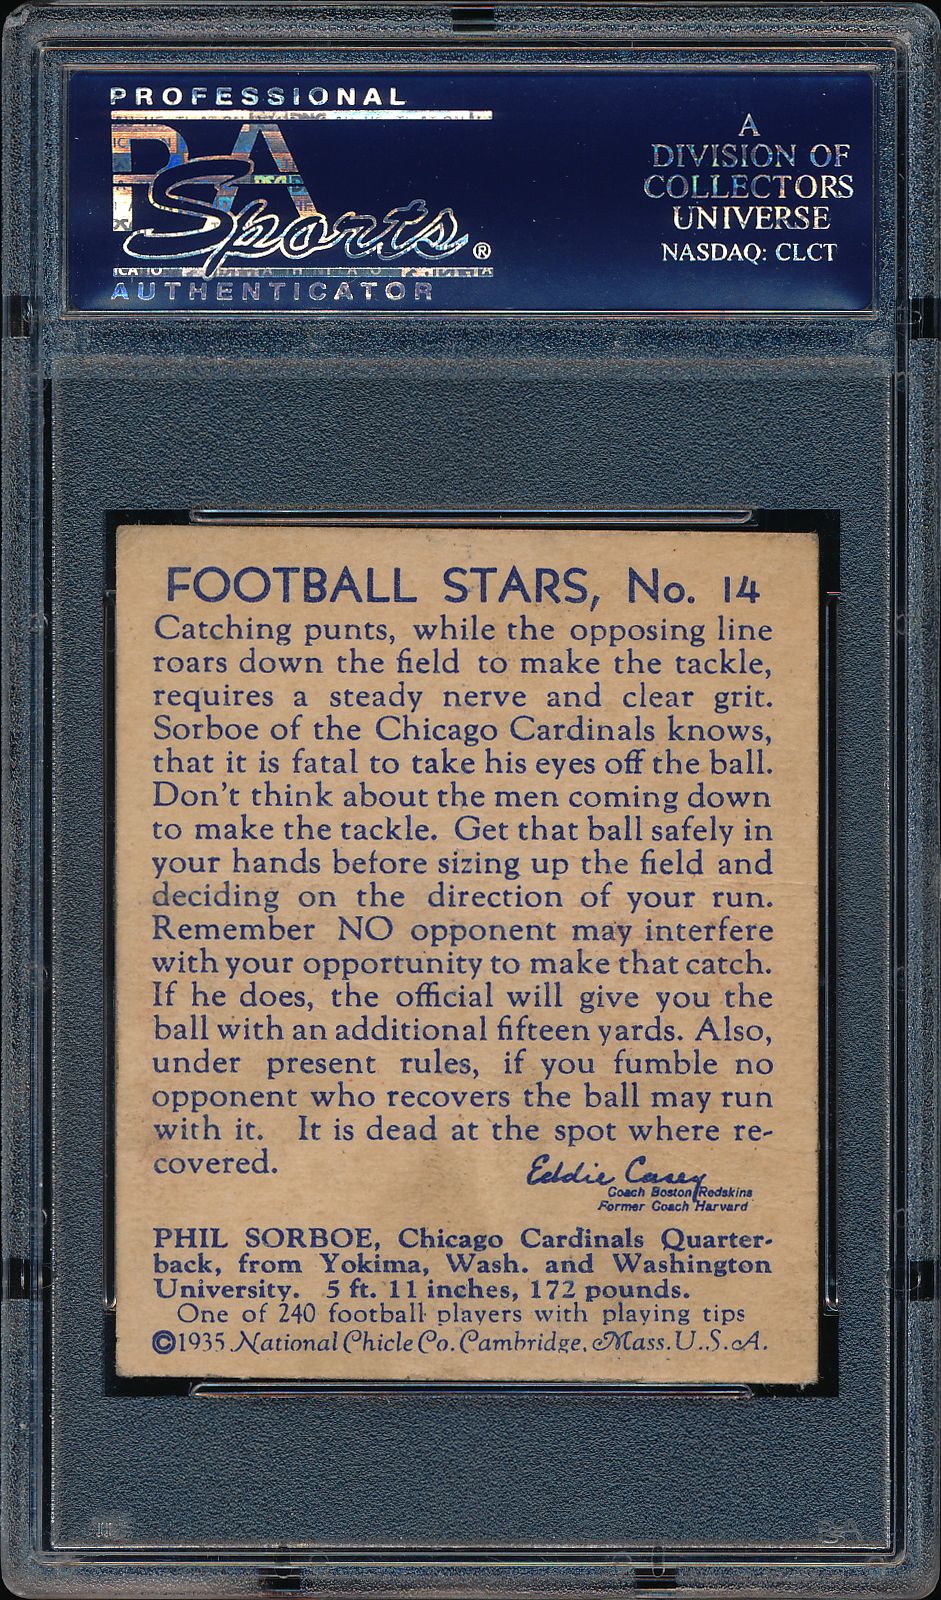 PROFESSIONAL
PSA
Sports®
AUTHENTICATOR
A
DIVISION OF
COLLECTORS
UNIVERSE
NASDAQ: CLCT
FOOTBALL STARS, No. 14
Catching punts, while the opposing line
roars down the field to make the tackle,
requires a steady nerve and clear grit.
Sorboe of the Chicago Cardinals knows,
that it is fatal to take his eyes off the ball.
Don't think about the men coming down
to make the tackle. Get that ball safely in
your hands before sizing up the field and
deciding on the direction of your run.
Remember NO opponent may interfere
with your opportunity to make that catch.
If he does, the official will give you the
ball with an additional fifteen yards. Also,
under present rules, if you fumble no
opponent who recovers the ball may run
with it. It is dead at the spot where re-
covered.
Eddie Casey
Coach Boston Redskins
Former Coach Harvard
PHIL SORBOE, Chicago Cardinals Quarter-
back, from Yokima, Wash. and Washington
University. 5 ft. 11 inches, 172 pounds.
One of 240 football players with playing tips
©1935 National Chicle Co. Cambridge, Mass. U.S.A.